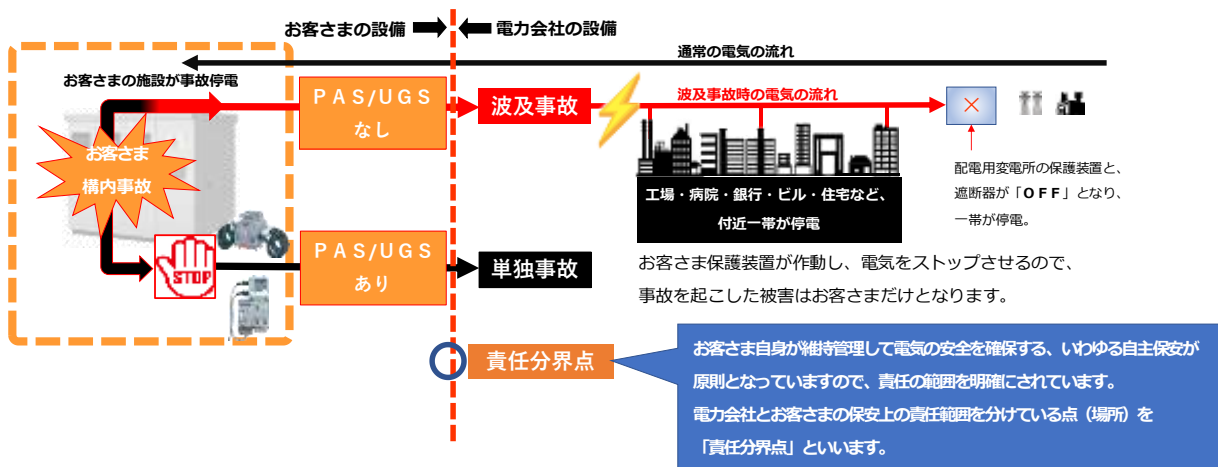 お客さまの設備
電力会社の設備
通常の電気の流れ
お客さまの施設が事故停電
PAS/UGS
なし
波及事故
波及事故時の電気の流れ
×
お客さま
構内事故
工場・病院・銀行・ビル・住宅など、
付近一帯が停電
配電用変電所の保護装置と、
遮断器が「OFF」となり、
一帯が停電。
STOP
PAS/UGS
あり
単独事故
お客さま保護装置が作動し、電気をストップさせるので、
事故を起こした被害はお客さまだけとなります。
責任分界点
お客さま自身が維持管理して電気の安全を確保する、いわゆる自主保安が
原則となっていますので、責任の範囲を明確にされています。
電力会社とお客さまの保安上の責任範囲を分けている点（場所）を
「責任分界点」といいます。